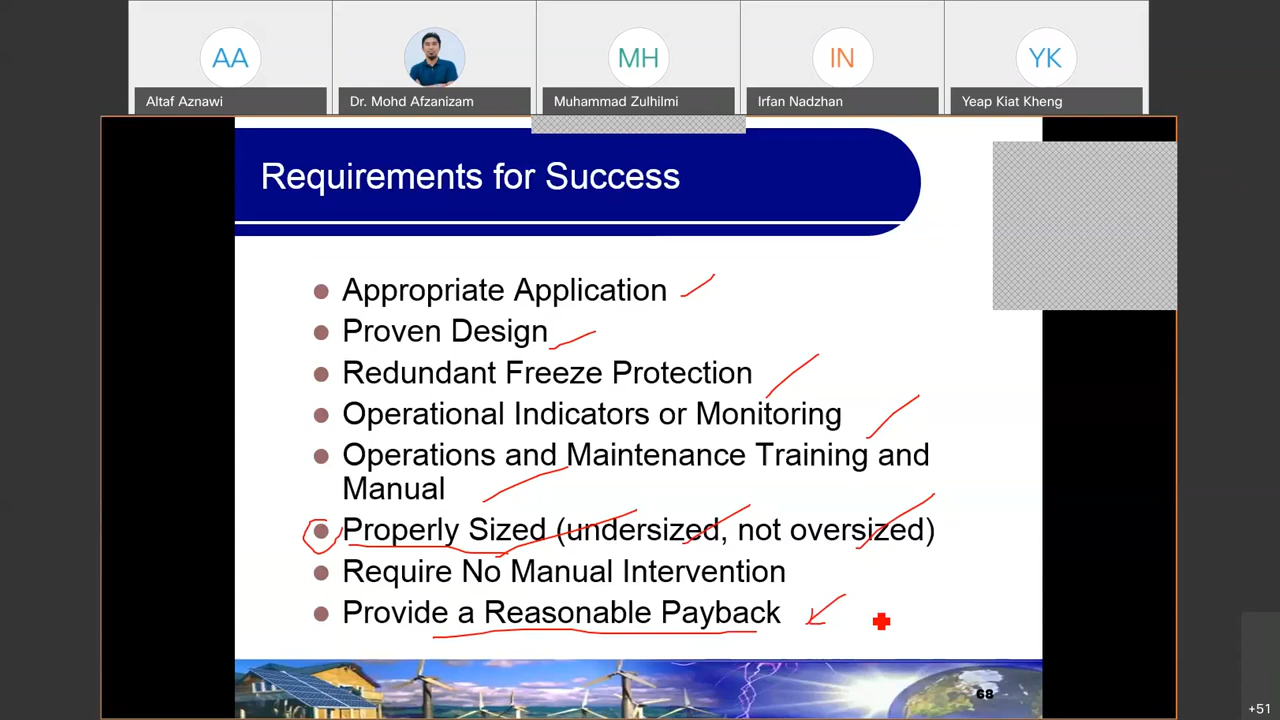 AA
MH
IN
YK
Altaf Aznawi
Dr. Mohd Afzanizam
Muhammad Zulhilmi
Irfan Nadzhan
Yeap Kiat Kheng
Requirements for Success
Appropriate Application
Proven Design
Redundant Freeze Protection
Operational Indicators or Monitoring
Operations and Maintenance Training and
Manual
Properly Sized (undersized, not oversized)
Require No Manual Intervention
Provide a Reasonable Payback
68
+51